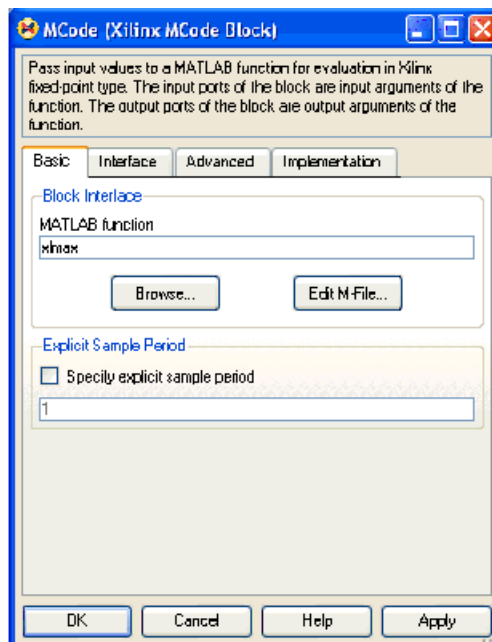 MCode (Xilinx MCode Block)
Pass input values to a MATLAB function for evaluation in Xilinx
fixed-point type. The input ports of the block are input arguments of the
function. The output ports of the block are output arguments of the
function.
Basic Interface Advanced Implementation
Block Interface
MATLAB function
xlmax
Browse... Edit M-File...
Explicit Sample Period
Specify explicit sample period
1
OK Cancel Help Apply